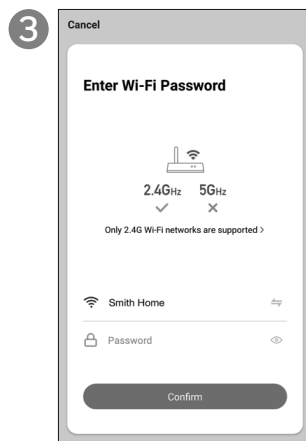 3
Cancel
Enter Wi-Fi Password
2.4GHz 5GHz
Only 2.4G Wi-Fi networks are supported >
Smith Home
Password
Confirm